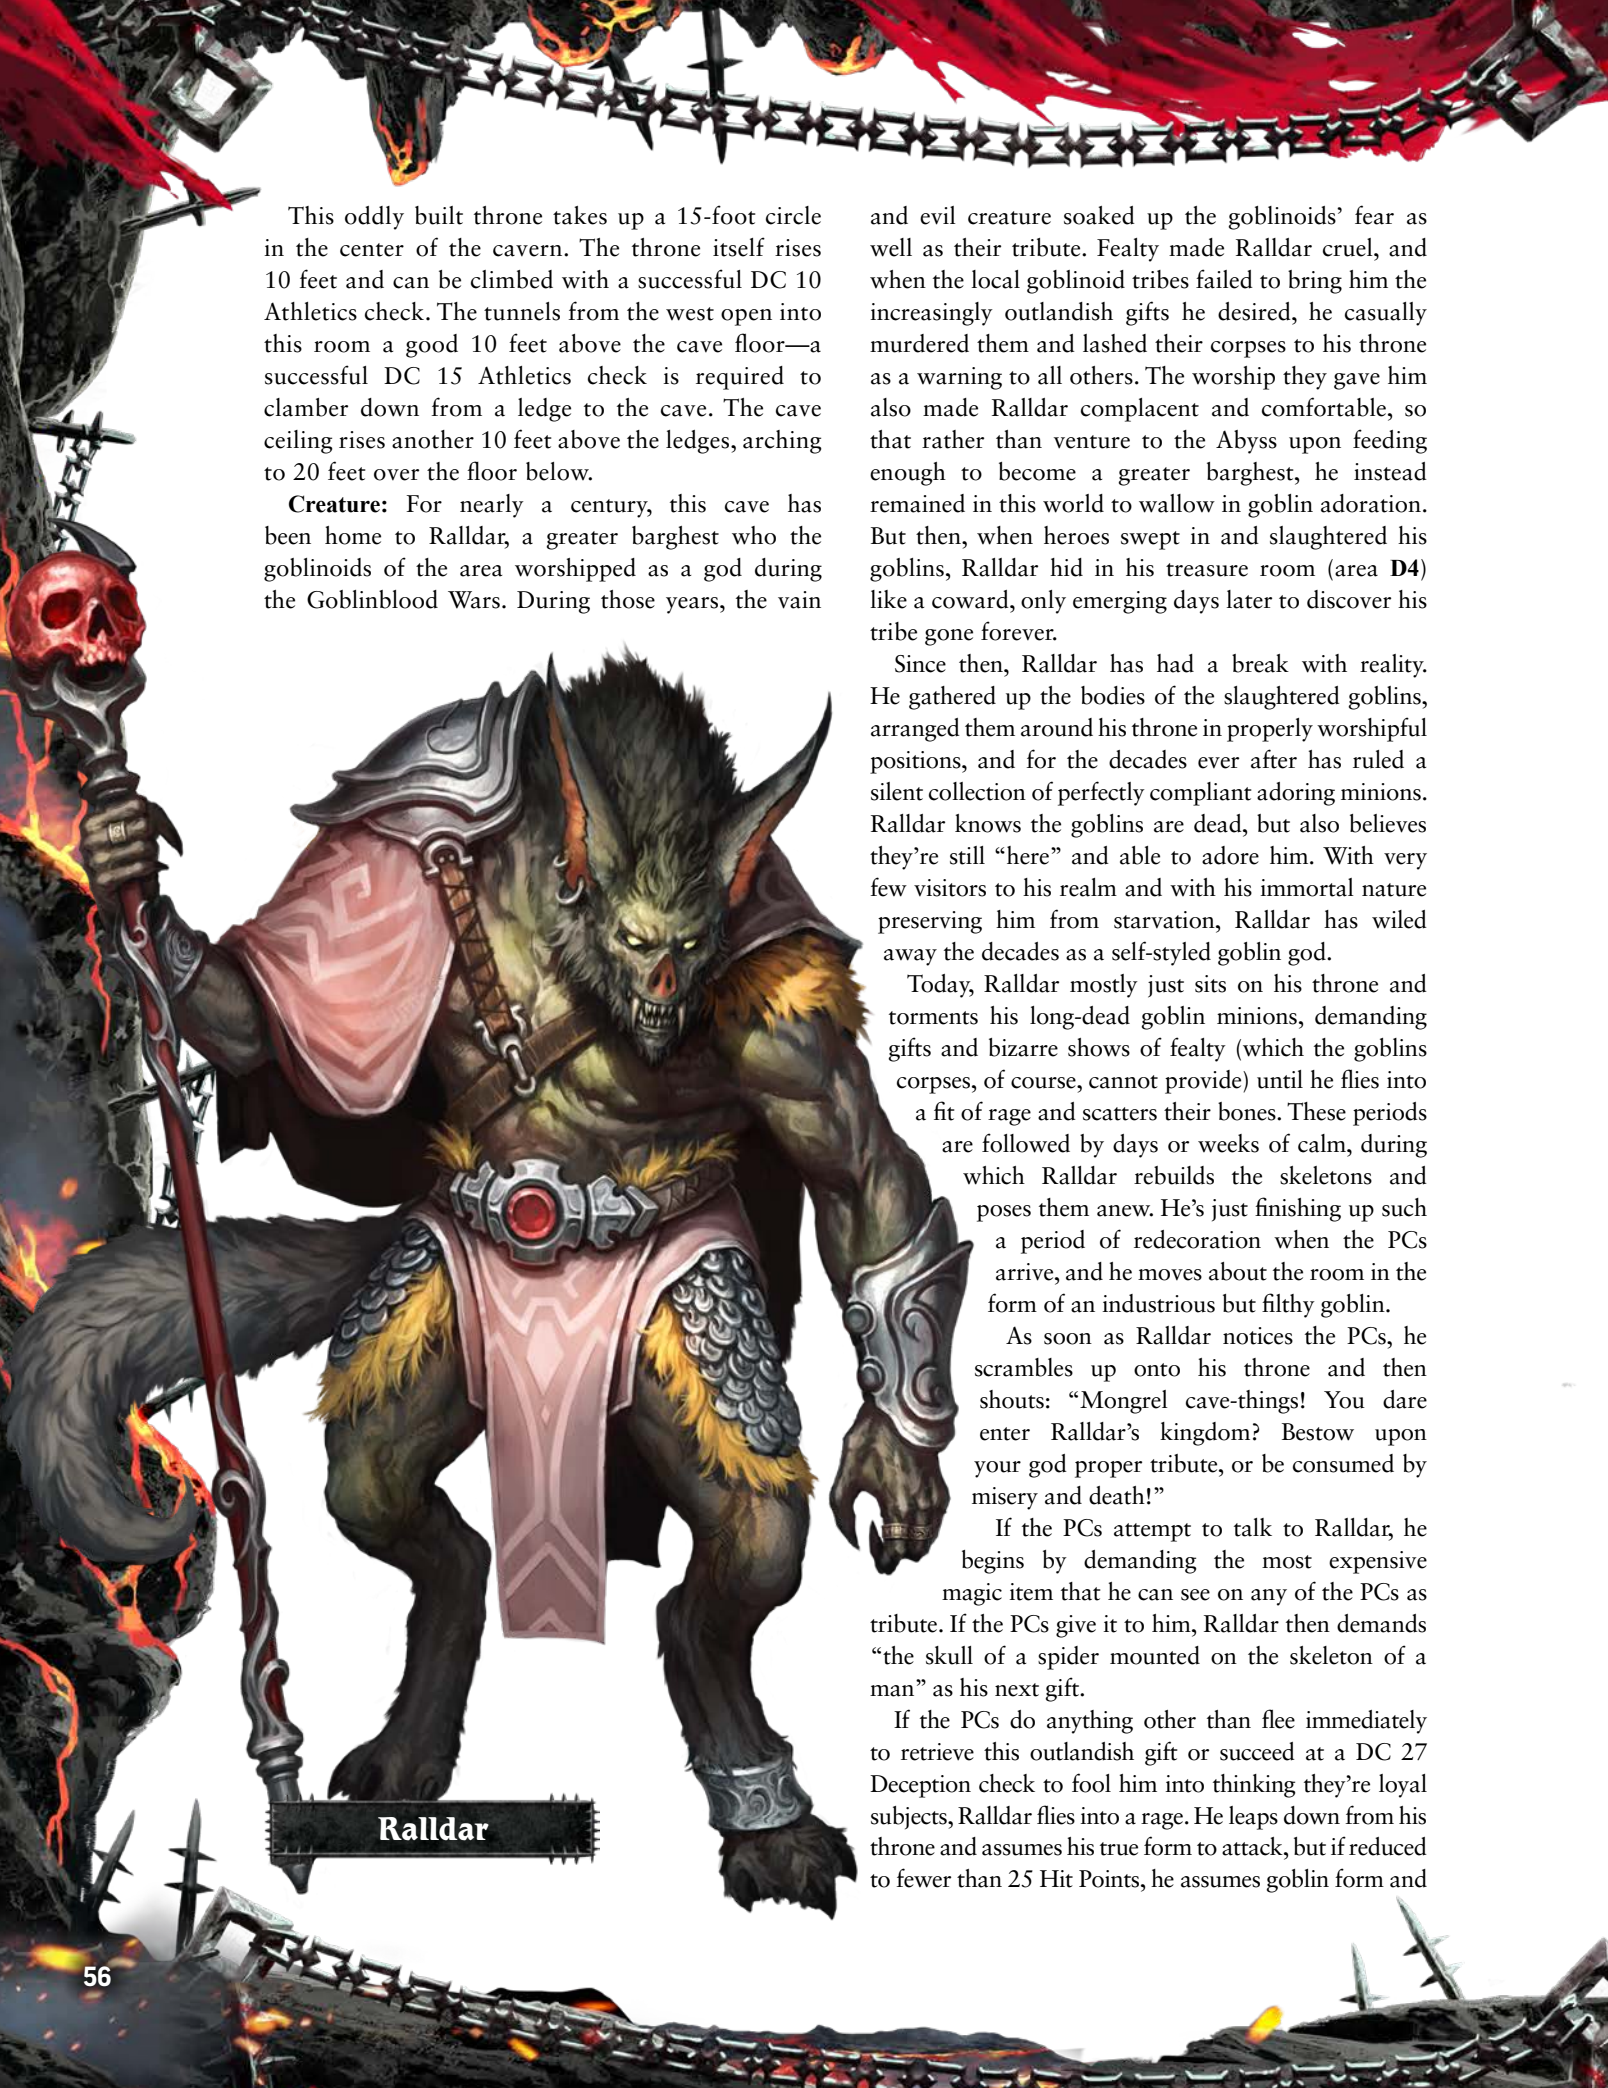 This oddly built throne takes up a 15-foot circle
in the center of the cavern. The throne itself rises
10 feet and can be climbed with a successful DC 10
Athletics check. The tunnels from the west open into
this room a good 10 feet above the cave floor—a
successful DC 15 Athletics check is required to
clamber down from a ledge to the cave. The cave
ceiling rises another 10 feet above the ledges, arching
to 20 feet over the floor below.
Creature: For nearly a century, this cave has
been home to Ralldar, a greater barghest who the
goblinoids of the area worshipped as a god during
the Goblinblood Wars. During those years, the vain
and evil creature soaked up the goblinoids’ fear as
well as their tribute. Fealty made Ralldar cruel, and
when the local goblinoid tribes failed to bring him the
increasingly outlandish gifts he desired, he casually
murdered them and lashed their corpses to his throne
as a warning to all others. The worship they gave him
also made Ralldar complacent and comfortable, so
that rather than venture to the Abyss upon feeding
enough to become a greater barghest, he instead
remained in this world to wallow in goblin adoration.
But then, when heroes swept in and slaughtered his
goblins, Ralldar hid in his treasure room (area D4)
like a coward, only emerging days later to discover his
tribe gone forever.
Since then, Ralldar has had a break with reality.
He gathered up the bodies of the slaughtered goblins,
arranged them around his throne in properly worshipful
positions, and for the decades ever after has ruled a
silent collection of perfectly compliant adoring minions.
Ralldar knows the goblins are dead, but also believes
they’re still “here” and able to adore him. With very
few visitors to his realm and with his immortal nature
preserving him from starvation, Ralldar has wiled
away the decades as a self-styled goblin god.
Today, Ralldar mostly just sits on his throne and
torments his long-dead goblin minions, demanding
gifts and bizarre shows of fealty (which the goblins
corpses, of course, cannot provide) until he flies into
a fit of rage and scatters their bones. These periods
are followed by days or weeks of calm, during
which Ralldar rebuilds the skeletons and
poses them anew. He’s just finishing up such
a period of redecoration when the PCs
arrive, and he moves about the room in the
form of an industrious but filthy goblin.
As soon as Ralldar notices the PCs, he
scrambles up onto his throne and then
shouts: “Mongrel cave-things! You dare
enter Ralldar’s kingdom? Bestow upon
your god proper tribute, or be consumed by
misery and death!”
If the PCs attempt to talk to Ralldar, he
begins by demanding the most expensive
magic item that he can see on any of the PCs as
tribute. If the PCs give it to him, Ralldar then demands
“the skull of a spider mounted on the skeleton of a
man” as his next gift.
If the PCs do anything other than flee immediately
to retrieve this outlandish gift or succeed at a DC 27
Deception check to fool him into thinking they’re loyal
subjects, Ralldar flies into a rage. He leaps down from his
throne and assumes his true form to attack, but if reduced
to fewer than 25 Hit Points, he assumes goblin form and
Ralldar
56